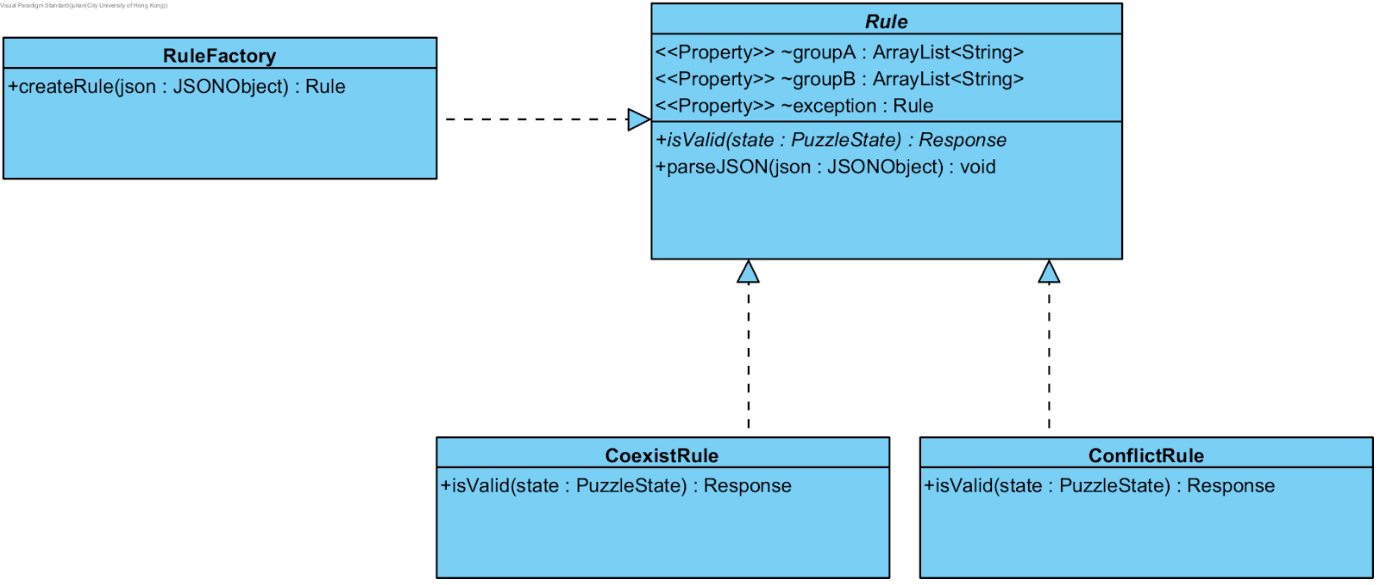 Visual Paradigm Standard(julian(City University of Hong Kong))
Rule
<<Property>> ~groupA : ArrayList<String>
<<Property>> ~groupB : ArrayList<String>
<<Property>> ~exception : Rule
+isValid(state : PuzzleState) : Response
+parseJSON(json : JSONObject) : void
RuleFactory
+createRule(json : JSONObject) : Rule
CoexistRule
+isValid(state : PuzzleState) : Response
ConflictRule
+isValid(state : PuzzleState) : Response